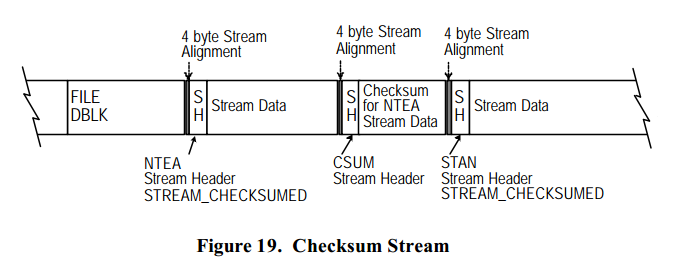 4 byte Stream
Alignment
4 byte Stream
Alignment
4 byte Stream
Alignment
FILE
DBLK
S
H
Stream Data
S
H
Checksum
for NTEA
Stream Data
S
H
Stream Data
NTEA
Stream Header
STREAM_CHECKSUMED
CSUM
Stream Header
STAN
Stream Header
STREAM_CHECKSUMED
Figure 19. Checksum Stream